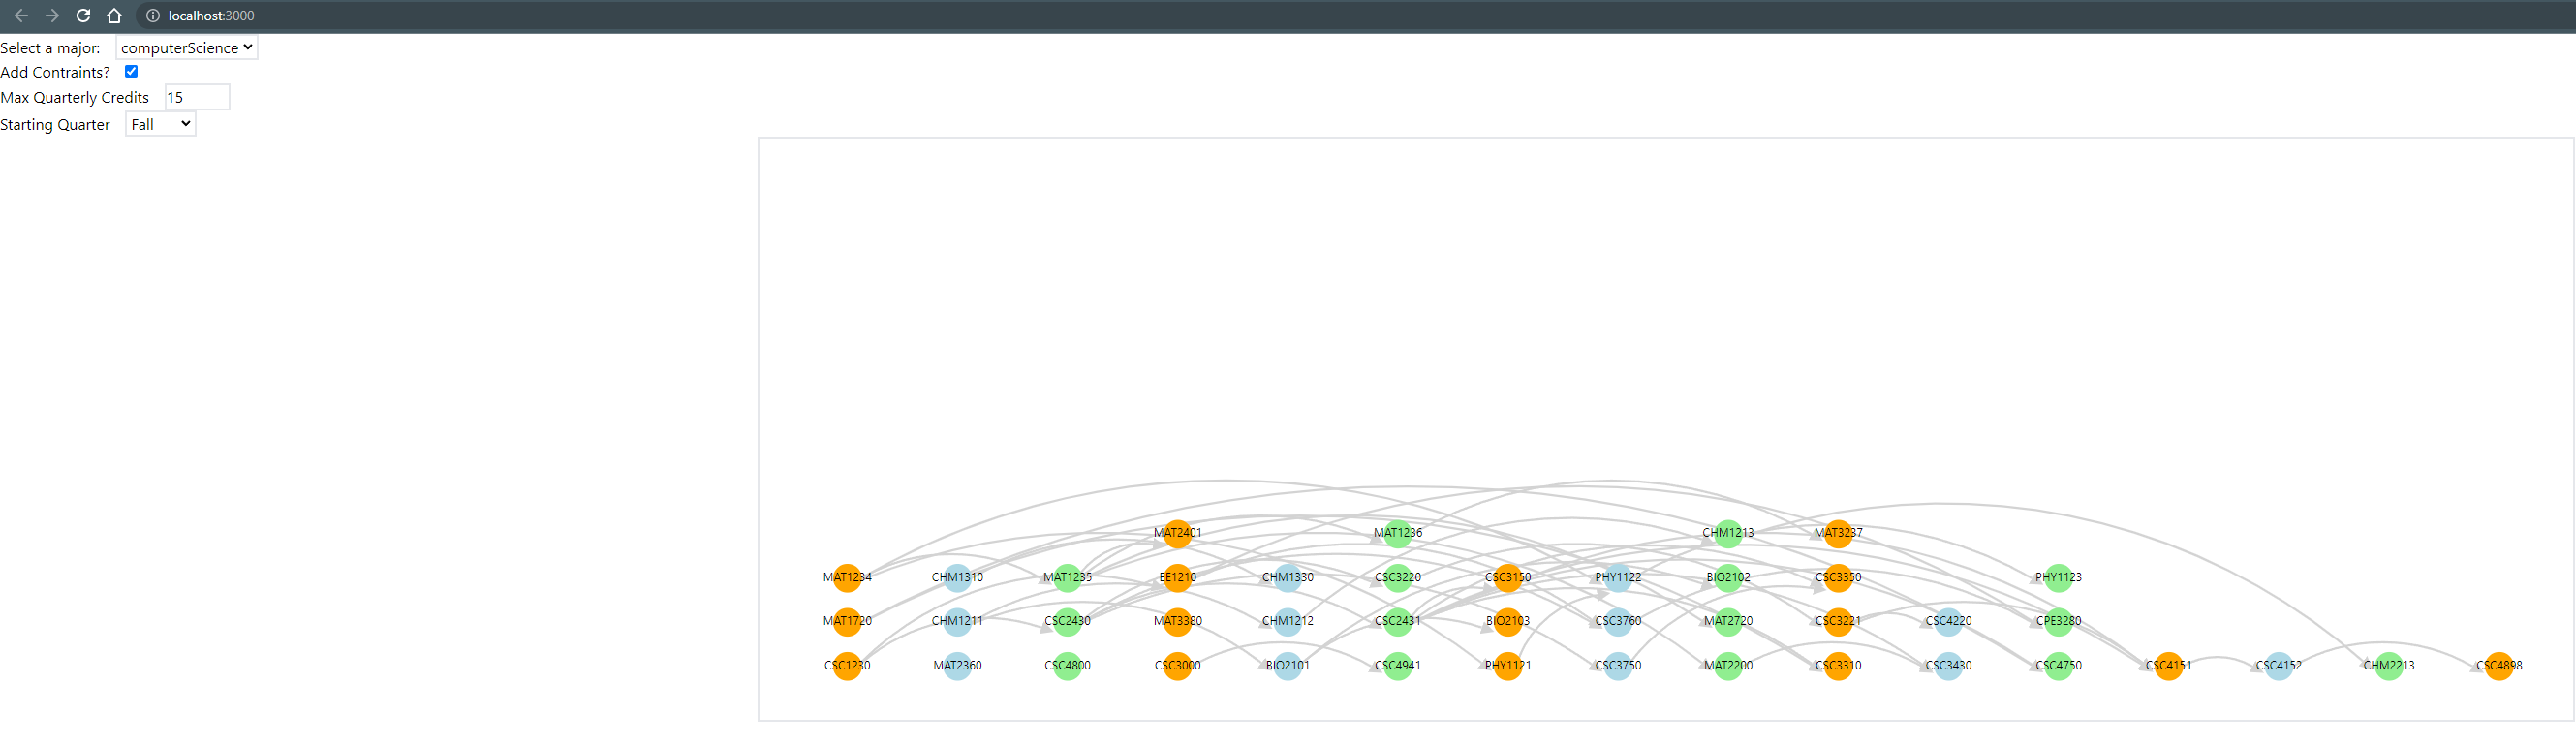 localhost:3000
Select a major: computerScience
Add Contraints?
Max Quarterly Credits 15
Starting Quarter Fall
MAT2401 MAT1236 CHM1213 MAT3237
MAT1234 CHM1310 MAT1235 EE1210 CHM1330 CSC3220 CSC3150 PHY1122 BIO2102 CSC3350 PHY1123
MAT1720 CHM1211 CSC2430 MAT3380 CHM1212 CSC2431 BIO2103 CSC3760 MAT2720 CSC3221 CSC4220 CPE3280
CSC1230 MAT2360 CSC4800 CSC3000 BIO2101 CSC4941 PHY1121 CSC3750 MAT2200 CSC3310 CSC3430 CSC4750 CSC4151 CSC4152 CHM2213 CSC4898